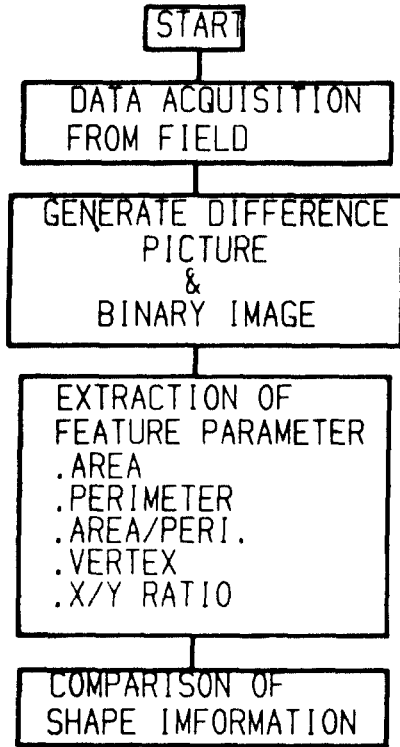 START
DATA ACQUISITION
FROM FIELD
GENERATE DIFFERENCE
PICTURE
&
BINARY IMAGE
EXTRACTION OF
FEATURE PARAMETER
.AREA
.PERIMETER
.AREA/PERI.
.VERTEX
.X/Y RATIO
COMPARISON OF
SHAPE IMFORMATION